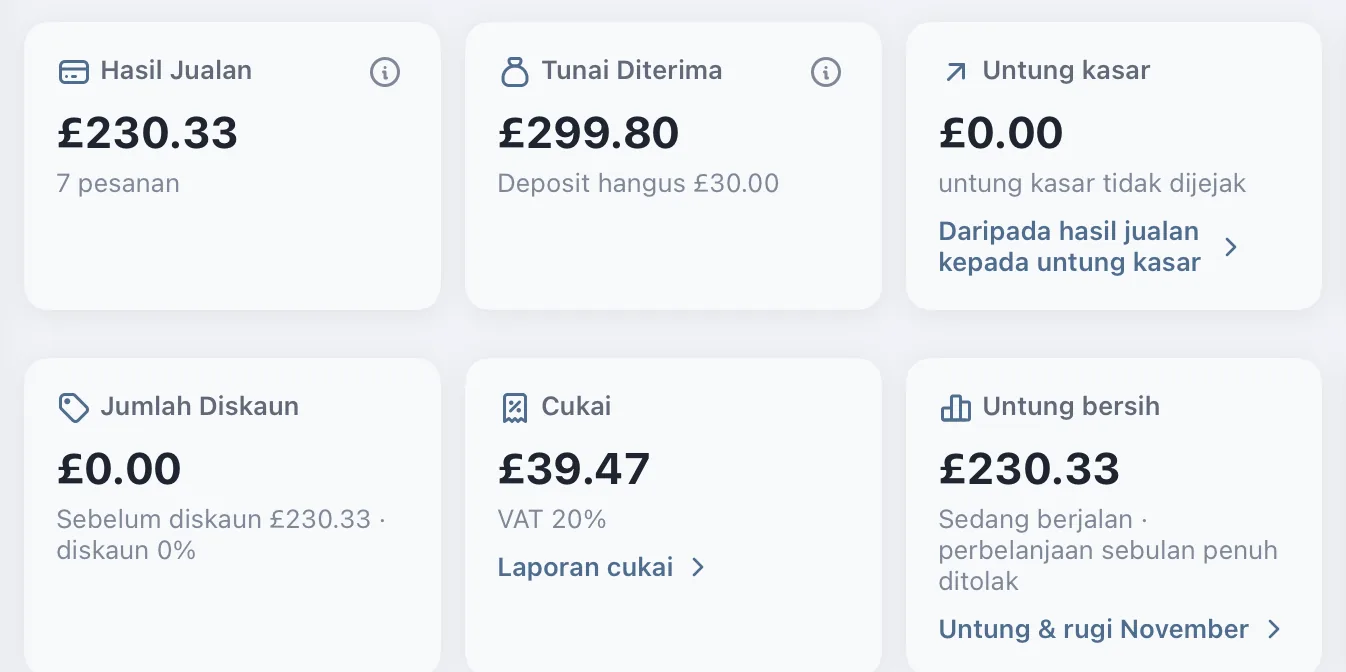 Hasil Jualan
£230.33
7 pesanan
Tunai Diterima
£299.80
Deposit hangus £30.00
Untung kasar
£0.00
untung kasar tidak dijejak
Daripada hasil jualan
kepada untung kasar
Jumlah Diskaun
£0.00
Sebelum diskaun £230.33 ·
diskaun 0%
Cukai
£39.47
VAT 20%
Laporan cukai
Untung bersih
£230.33
Sedang berjalan ·
perbelanjaan sebulan penuh
ditolak
Untung & rugi November